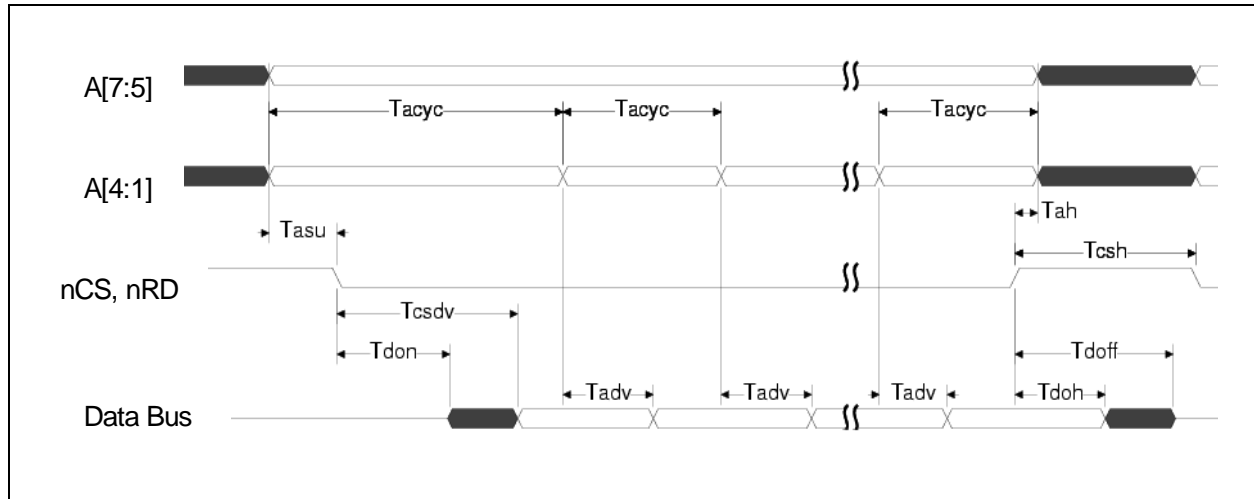 A[7:5]
Tacyc Tacyc Tacyc
A[4:1]
Tah
Tasu
Tcsh
nCS, nRD
Tcsdv
Tdon Tdoff
Tadv Tadv Tadv Tdoh
Data Bus